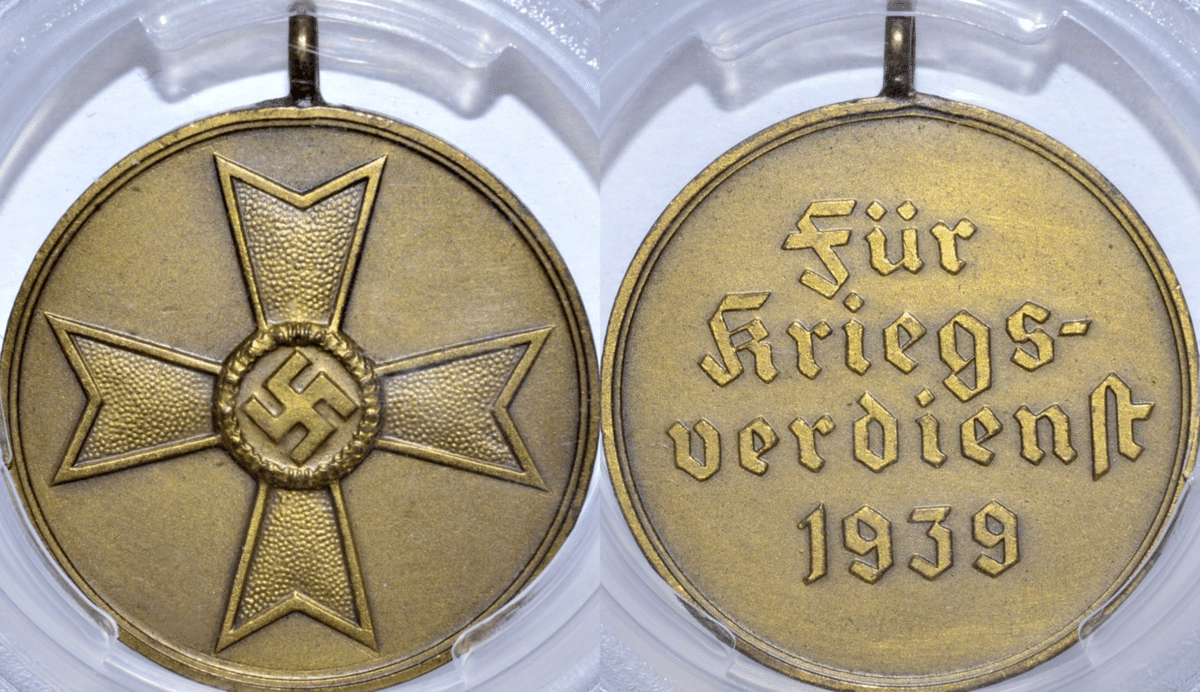 Für
Kriegs-
verdienst
1939